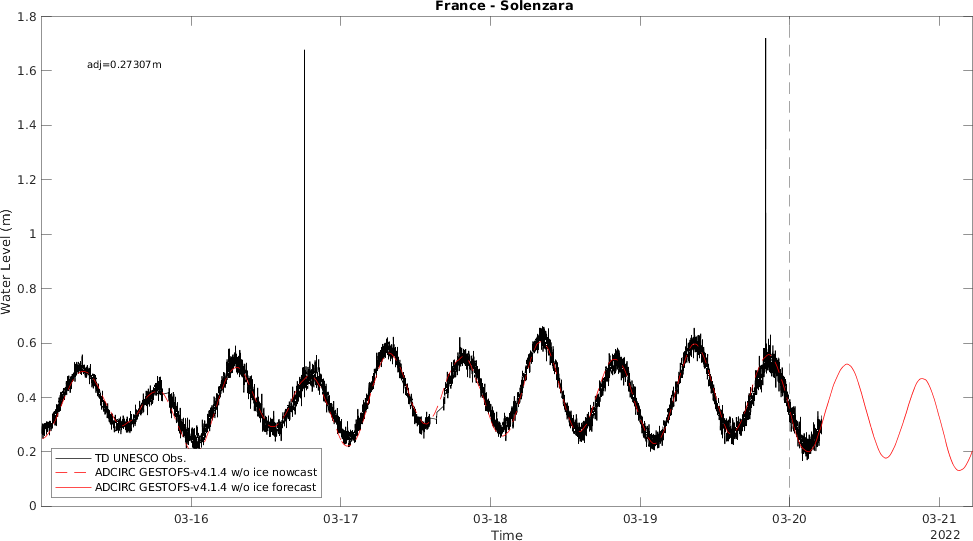 France - Solenzara
1.8
1.6
1.4
1.2
1
0.8
0.6
0.4
0.2
0
Water Level (m)
adj=0.27307m
TD UNESCO Obs.
ADCIRC GESTOFS-v4.1.4 w/o ice nowcast
ADCIRC GESTOFS-v4.1.4 w/o ice forecast
03-16 03-17 03-18 03-19 03-20 03-21
Time 2022